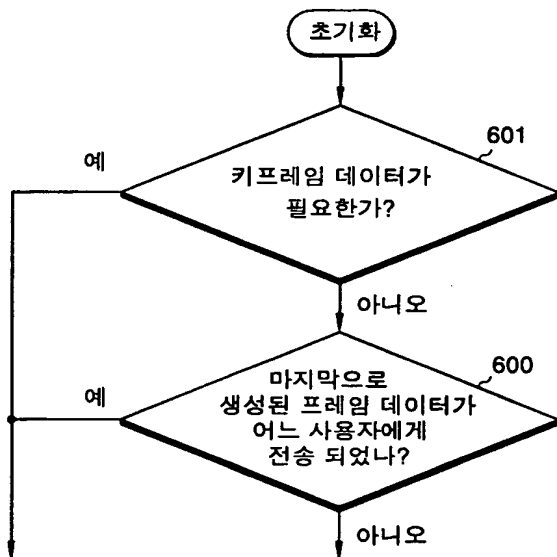 초기화
601
예
키프레임 데이터가
필요한가?
아니오
600
예
마지막으로
생성된 프레임 데이터가
어느 사용자에게
전송 되었나?
아니오